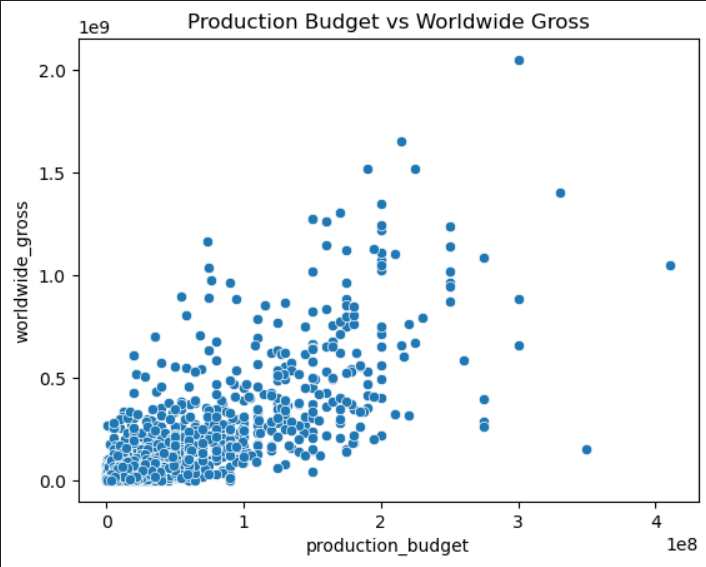 Production Budget vs Worldwide Gross
1e9
2.0
1.5
1.0
0.5
0.0
worldwide_gross
0 1 2 3 4
1e8
production_budget